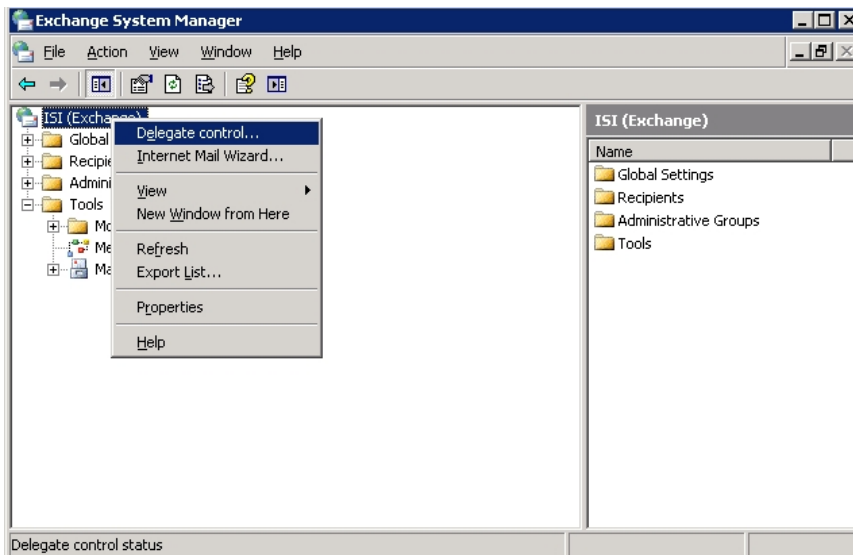 Exchange System Manager
File Action View Window Help
ISI (Exchange)
Global
Recipie
Admini
Tools
Mo
Me
Ma
Delegate control...
Internet Mail Wizard...
View
New Window from Here
Refresh
Export List...
Properties
Help
ISI (Exchange)
Name
Global Settings
Recipients
Administrative Groups
Tools
Delegate control status